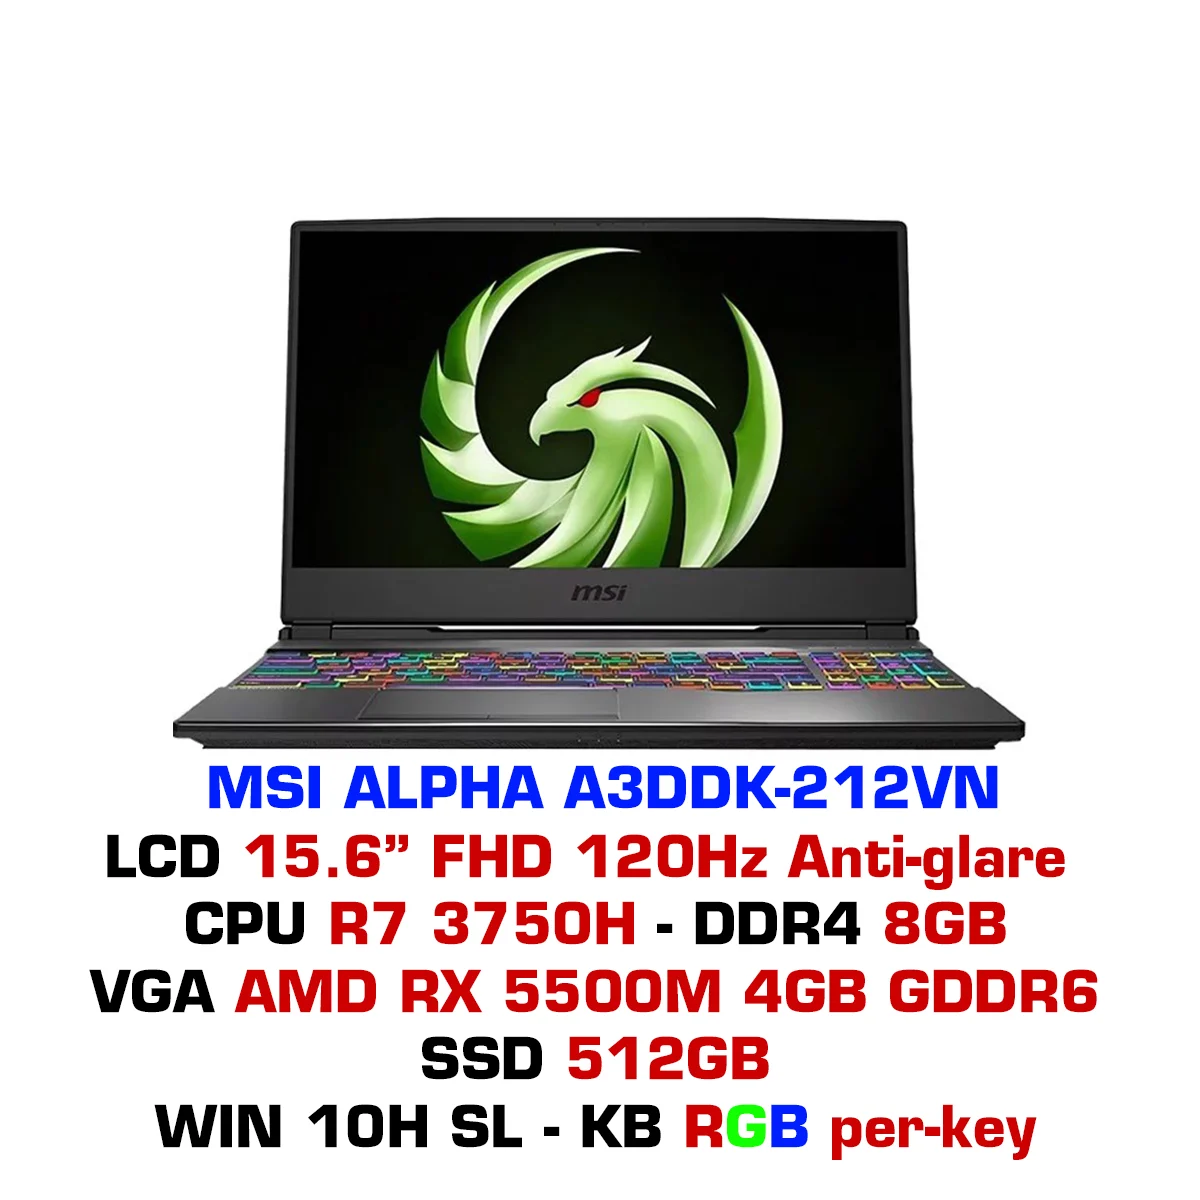 msi
MSI ALPHA A3DDK-212VN
LCD 15.6” FHD 120Hz Anti-glare
CPU R7 3750H - DDR4 8GB
VGA AMD RX 5500M 4GB GDDR6
SSD 512GB
WIN 10H SL - KB RGB per-key